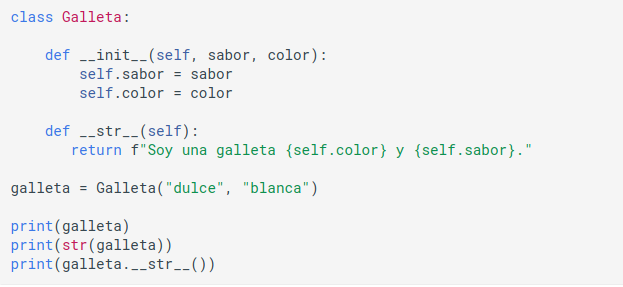 class Galleta:
    def __init__(self, sabor, color):
        self.sabor = sabor
        self.color = color
    def __str__(self):
       return f"Soy una galleta {self.color} y {self.sabor}."
galleta = Galleta("dulce", "blanca")
print(galleta)
print(str(galleta))
print(galleta.__str__())